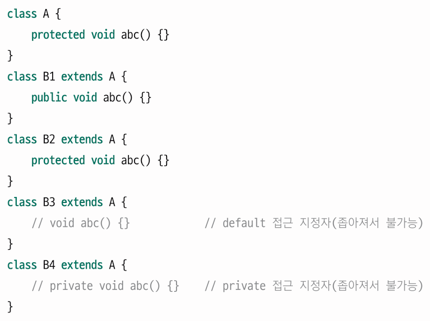 class A {
    protected void abc() {}
}
class B1 extends A {
    public void abc() {}
}
class B2 extends A {
    protected void abc() {}
}
class B3 extends A {
    // void abc() {}            // default 접근 지정자(좁아져서 불가능)
}
class B4 extends A {
    // private void abc() {}    // private 접근 지정자(좁아져서 불가능)
}